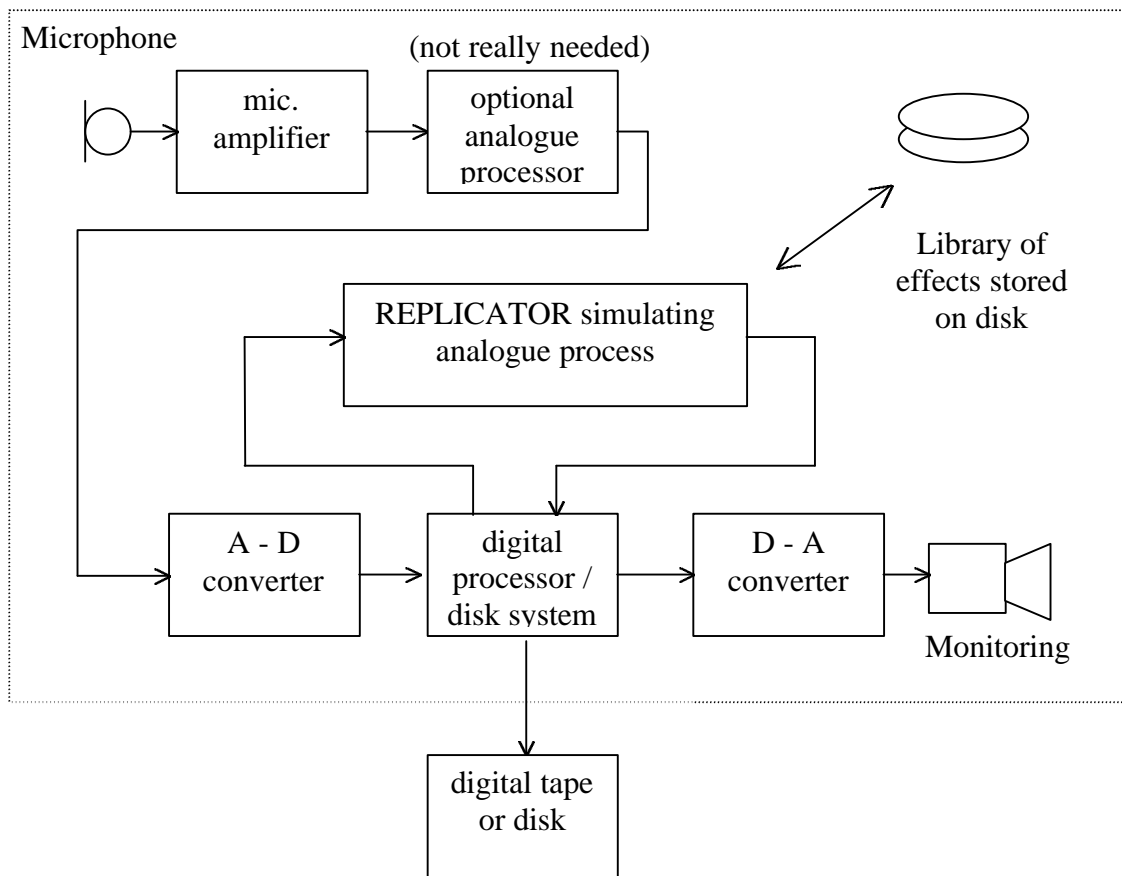 Microphone
(not really needed)
mic.
amplifier
optional
analogue
processor
Library of
effects stored
on disk
REPLICATOR simulating
analogue process
A - D
converter
digital
processor /
disk system
D - A
converter
Monitoring
digital tape
or disk